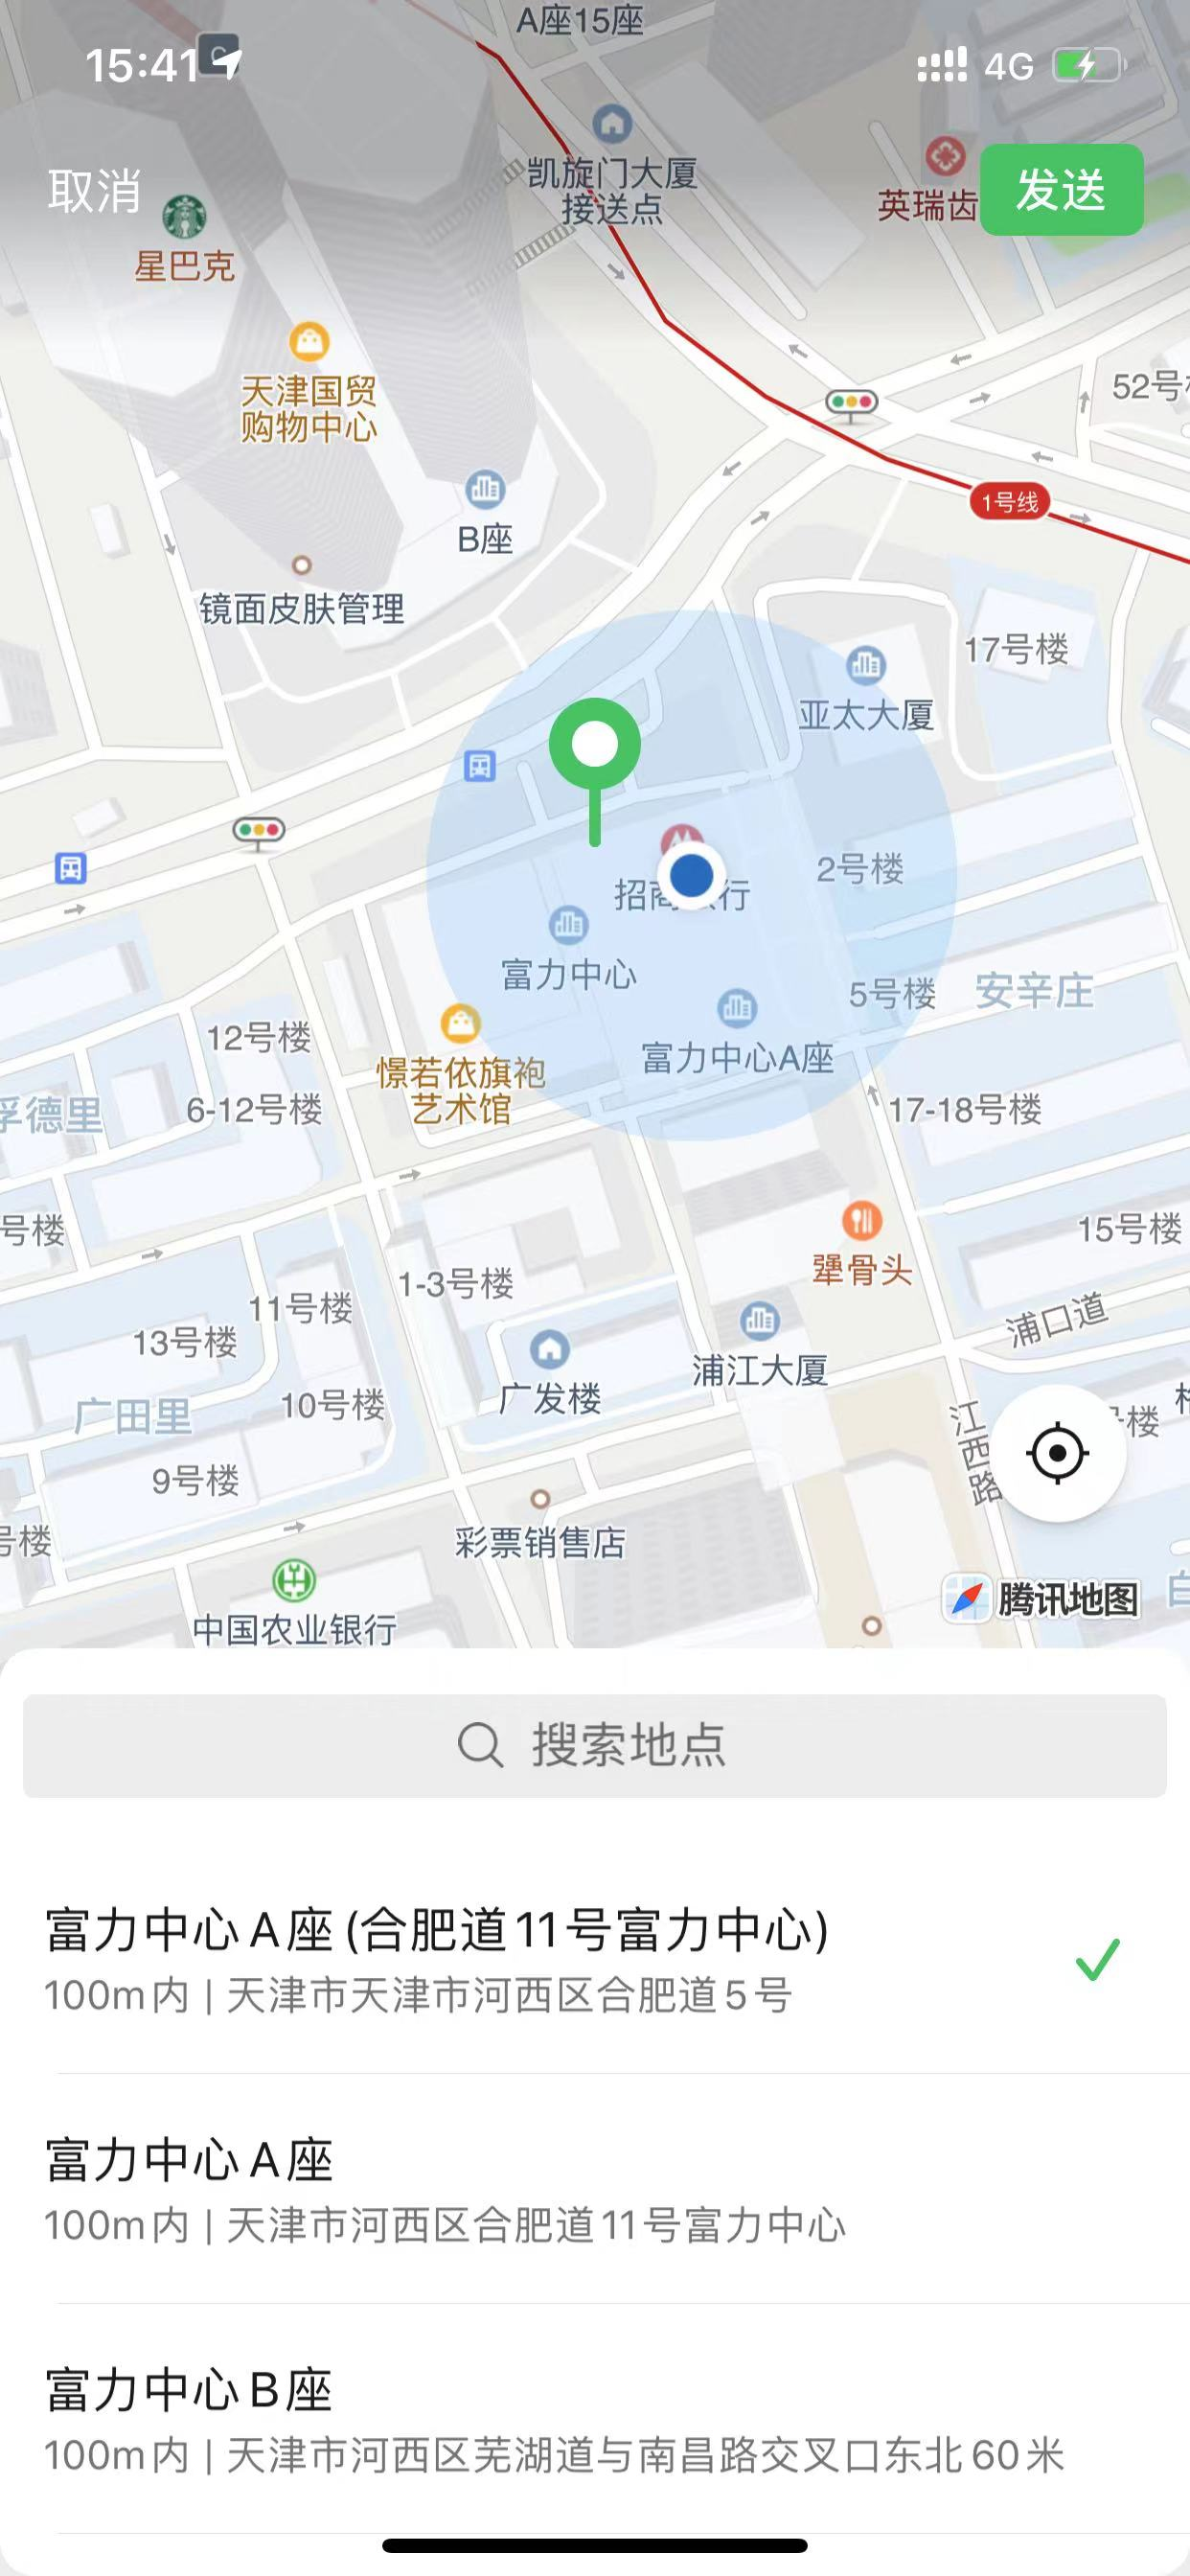 A座15座
15:41
4G
取消
发送
凯旋门大厦
接送点
英瑞齿
星巴克
天津国贸
购物中心
52号
1号线
B座
镜面皮肤管理
17号楼
亚太大厦
2号楼
招商 行
富力中心
5号楼
安辛庄
12号楼
富力中心A座
憬若依旗袍
艺术馆
孚德里
6-12号楼
17-18号楼
号楼
15号楼
犟骨头
1-3号楼
11号楼
浦口道
13号楼
浦江大厦
广发楼
广田里
10号楼
江西路
号楼
9号楼
号楼
彩票销售店
腾讯地图
中国农业银行
搜索地点
富力中心A座(合肥道11号富力中心)
100m内 | 天津市天津市河西区合肥道5号
富力中心A座
100m内 | 天津市河西区合肥道11号富力中心
富力中心B座
100m内 | 天津市河西区芜湖道与南昌路交叉口东北60米